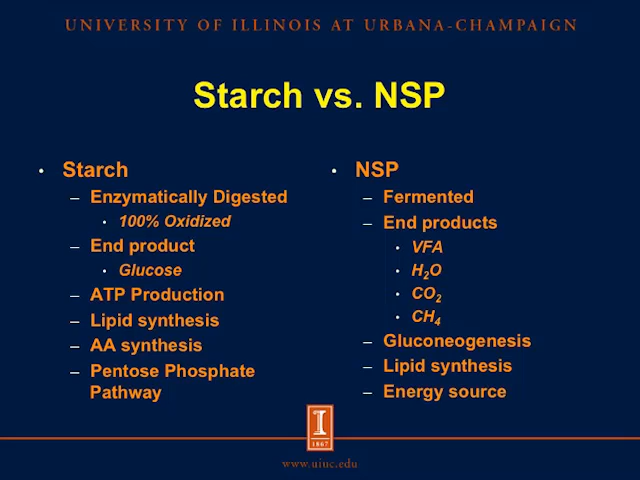 UNIVERSITY OF ILLINOIS AT URBANA-CHAMPAIGN
Starch vs. NSP
• Starch
– Enzymatically Digested
• 100% Oxidized
– End product
• Glucose
– ATP Production
– Lipid synthesis
– AA synthesis
– Pentose Phosphate
Pathway
• NSP
– Fermented
– End products
• VFA
• H₂O
• CO₂
• CH₄
– Gluconeogenesis
– Lipid synthesis
– Energy source
I
1867
www.uiuc.edu